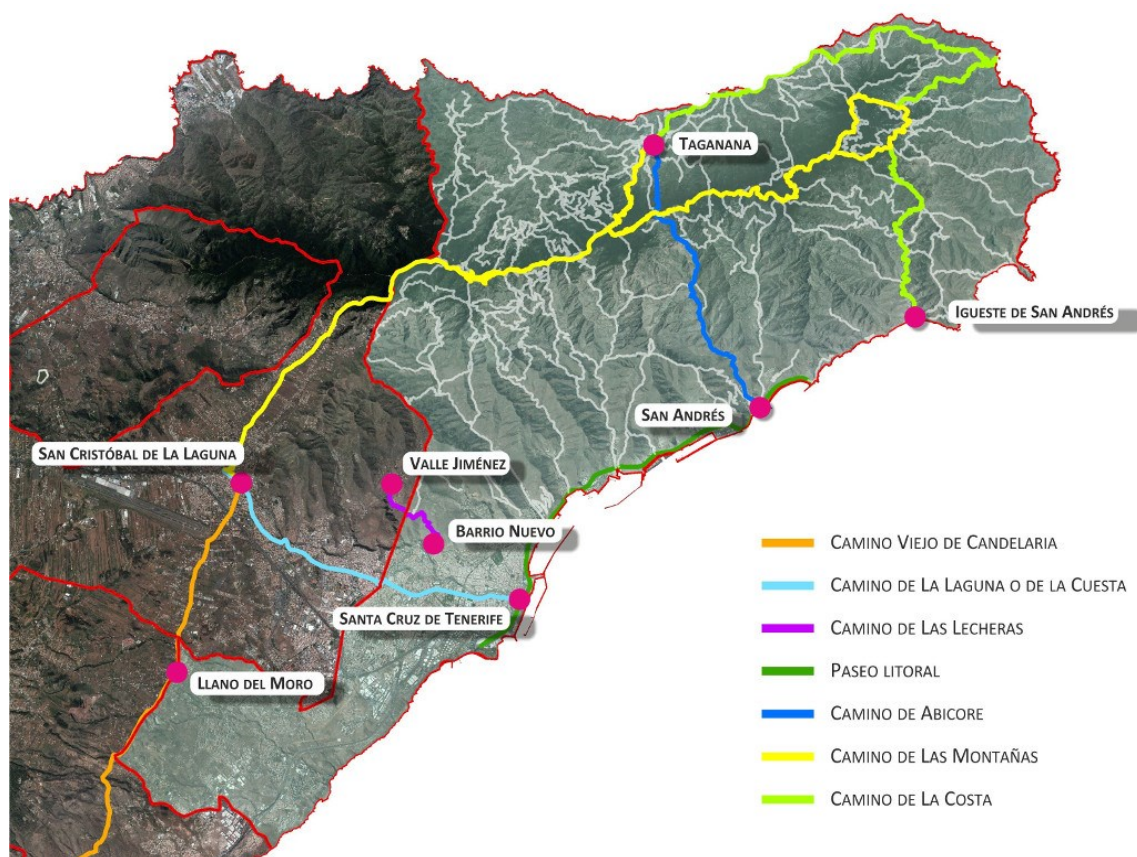 Taganana
Igueste de San Andrés
San Andrés
San Cristóbal de La Laguna
Valle Jiménez
Barrio Nuevo
Santa Cruz de Tenerife
Llano del Moro
Camino Viejo de Candelaria
Camino de La Laguna o de la Cuesta
Camino de Las Lecheras
Paseo litoral
Camino de Abicore
Camino de Las Montañas
Camino de La Costa